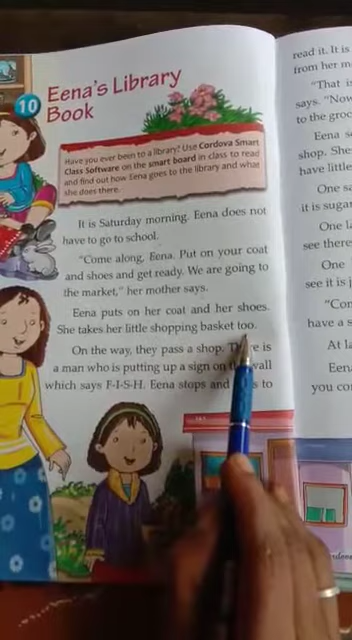 10
Eena's Library
Book
Have you ever been to a library? Use Cordova Smart
Class Software on the smart board in class to read
and find out how Eena goes to the library and what
she does there.
It is Saturday morning. Eena does not
have to go to school.
"Come along, Eena. Put on your coat
and shoes and get ready. We are going to
the market," her mother says.
Eena puts on her coat and her shoes.
She takes her little shopping basket too.
On the way, they pass a shop. There is
a man who is putting up a sign on the wall
which says F-I-S-H. Eena stops and to
read it. It is
from her m
"That i
says. "Now
to the groc
Eena s
shop. She
have little
One sa
it is sugar
One la
see there
One
see it is j
"Con
have a s
At la
Eena
you con